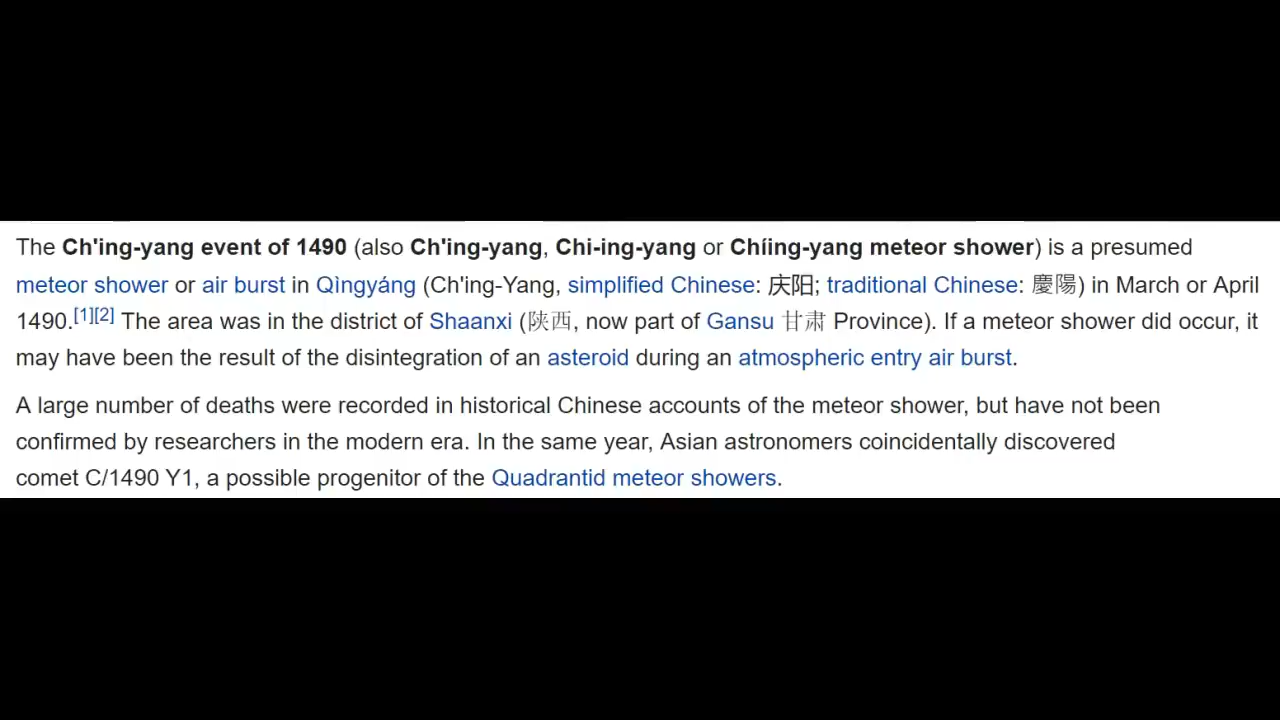 The Ch'ing-yang event of 1490 (also Ch'ing-yang, Chi-ing-yang or Chíing-yang meteor shower) is a presumed
meteor shower or air burst in Qìngyáng (Ch'ing-Yang, simplified Chinese: 庆阳; traditional Chinese: 慶陽) in March or April
1490.[1][2] The area was in the district of Shaanxi (陕西, now part of Gansu 甘肃 Province). If a meteor shower did occur, it
may have been the result of the disintegration of an asteroid during an atmospheric entry air burst.
A large number of deaths were recorded in historical Chinese accounts of the meteor shower, but have not been
confirmed by researchers in the modern era. In the same year, Asian astronomers coincidentally discovered
comet C/1490 Y1, a possible progenitor of the Quadrantid meteor showers.